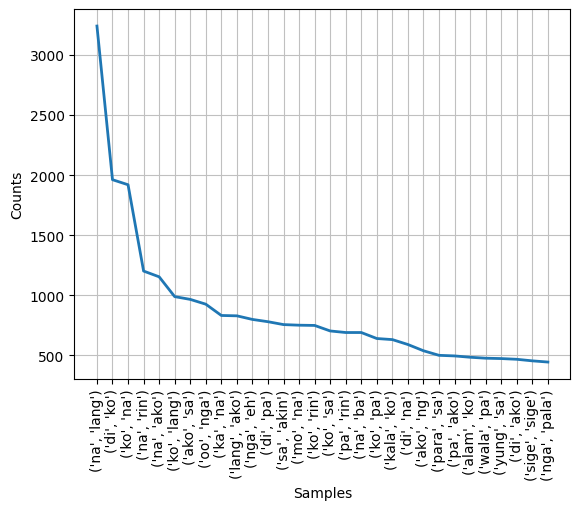 3000
2500
2000
1500
1000
500
Counts
('na', 'lang')
('di', 'ko')
('ko', 'na')
('na', 'rin')
('na', 'ako')
('ko', 'lang')
('ako', 'sa')
('oo', 'nga')
('ka', 'na')
('lang', 'ako')
('nga', 'eh')
('di', 'pa')
('sa', 'akin')
('mo', 'na')
('ko', 'rin')
('ko', 'sa')
('pa', 'rin')
('na', 'ba')
('ko', 'pa')
('kala', 'ko')
('di', 'na')
('ako', 'ng')
('para', 'sa')
('pa', 'ako')
('alam', 'ko')
('wala', 'pa')
('yung', 'sa')
('di', 'ako')
('sige', 'sige')
('nga', 'pala')
Samples